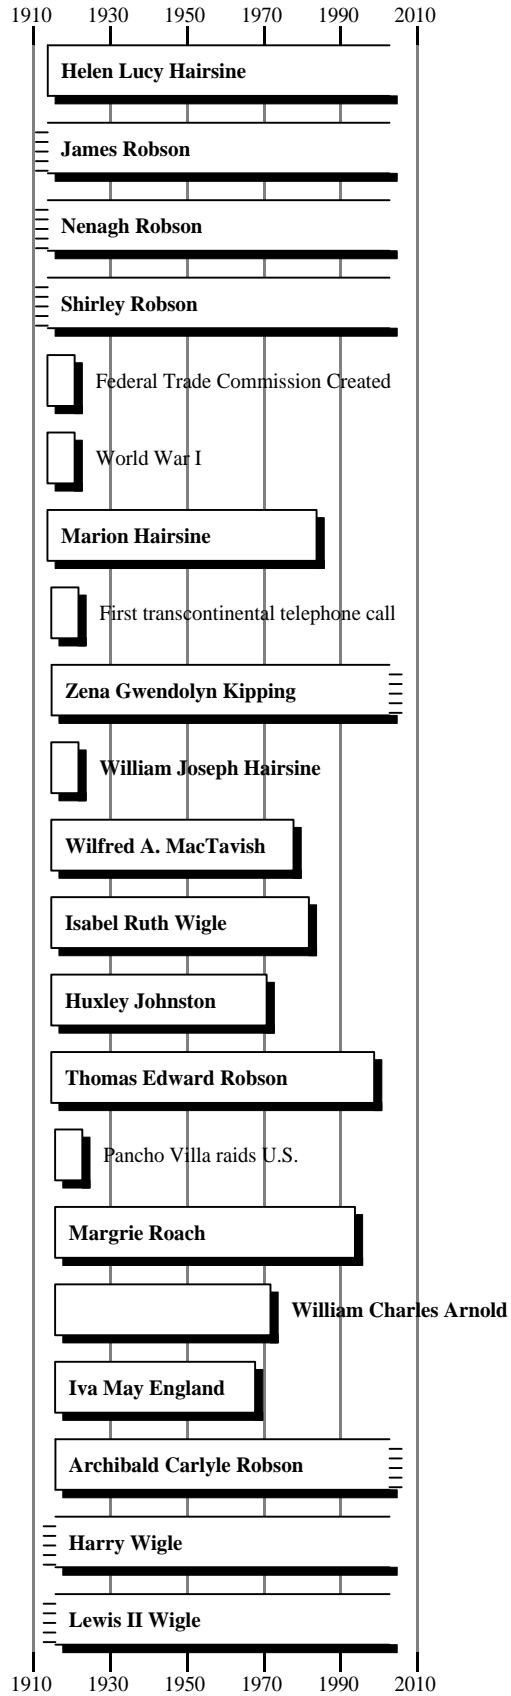 1910 1930 1950 1970 1990 2010
Helen Lucy Hairsine
James Robson
Nenagh Robson
Shirley Robson
Federal Trade Commission Created
World War I
Marion Hairsine
First transcontinental telephone call
Zena Gwendolyn Kipping
William Joseph Hairsine
Wilfred A. MacTavish
Isabel Ruth Wigle
Huxley Johnston
Thomas Edward Robson
Pancho Villa raids U.S.
Margrie Roach
William Charles Arnold
Iva May England
Archibald Carlyle Robson
Harry Wigle
Lewis II Wigle
1910 1930 1950 1970 1990 2010